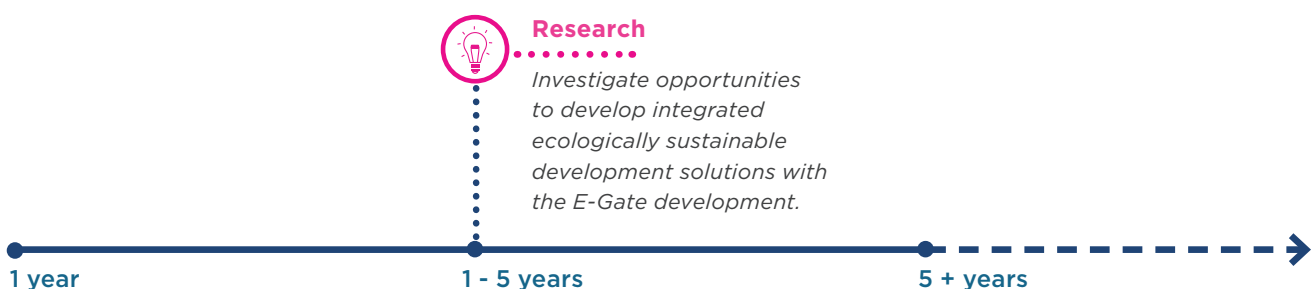 Research
Investigate opportunities
to develop integrated
ecologically sustainable
development solutions with
the E-Gate development.
1 year
1 - 5 years
5 + years